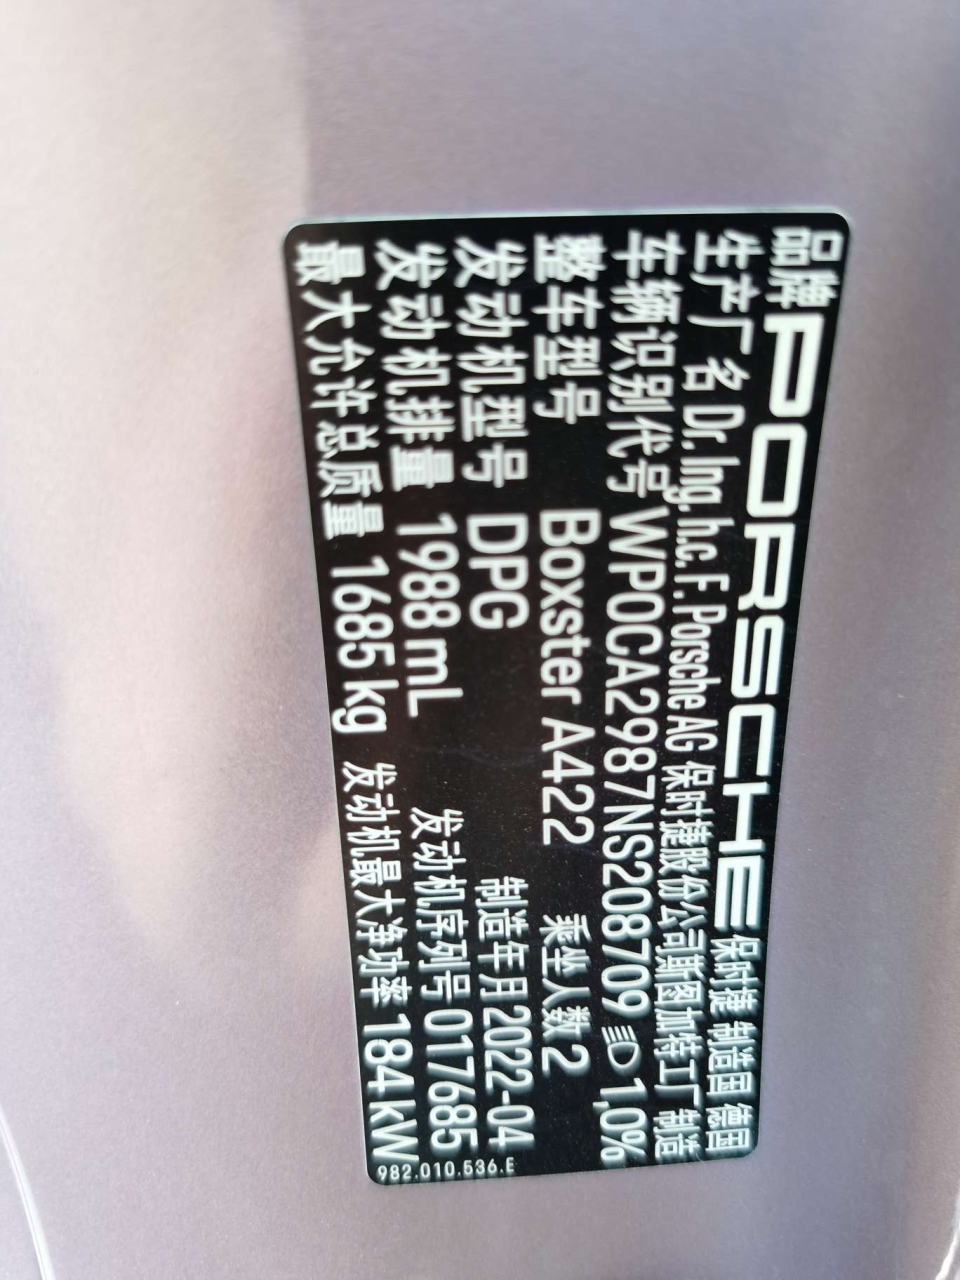 品牌 PORSCHE 保时捷 制造国 德国
生产厂名 Dr. Ing. h.c. F. Porsche AG 保时捷股份公司斯图加特工厂 制造
车辆识别代号 WP0CA2987NS208709 1,0%
整车型号 Boxster A422 乘坐人数 2
发动机型号 DPG 制造年月 2022-04
发动机排量 1988 mL 发动机序列号 017685
最大允许总质量 1685 kg 发动机最大净功率 184 kW
982.010.536.E